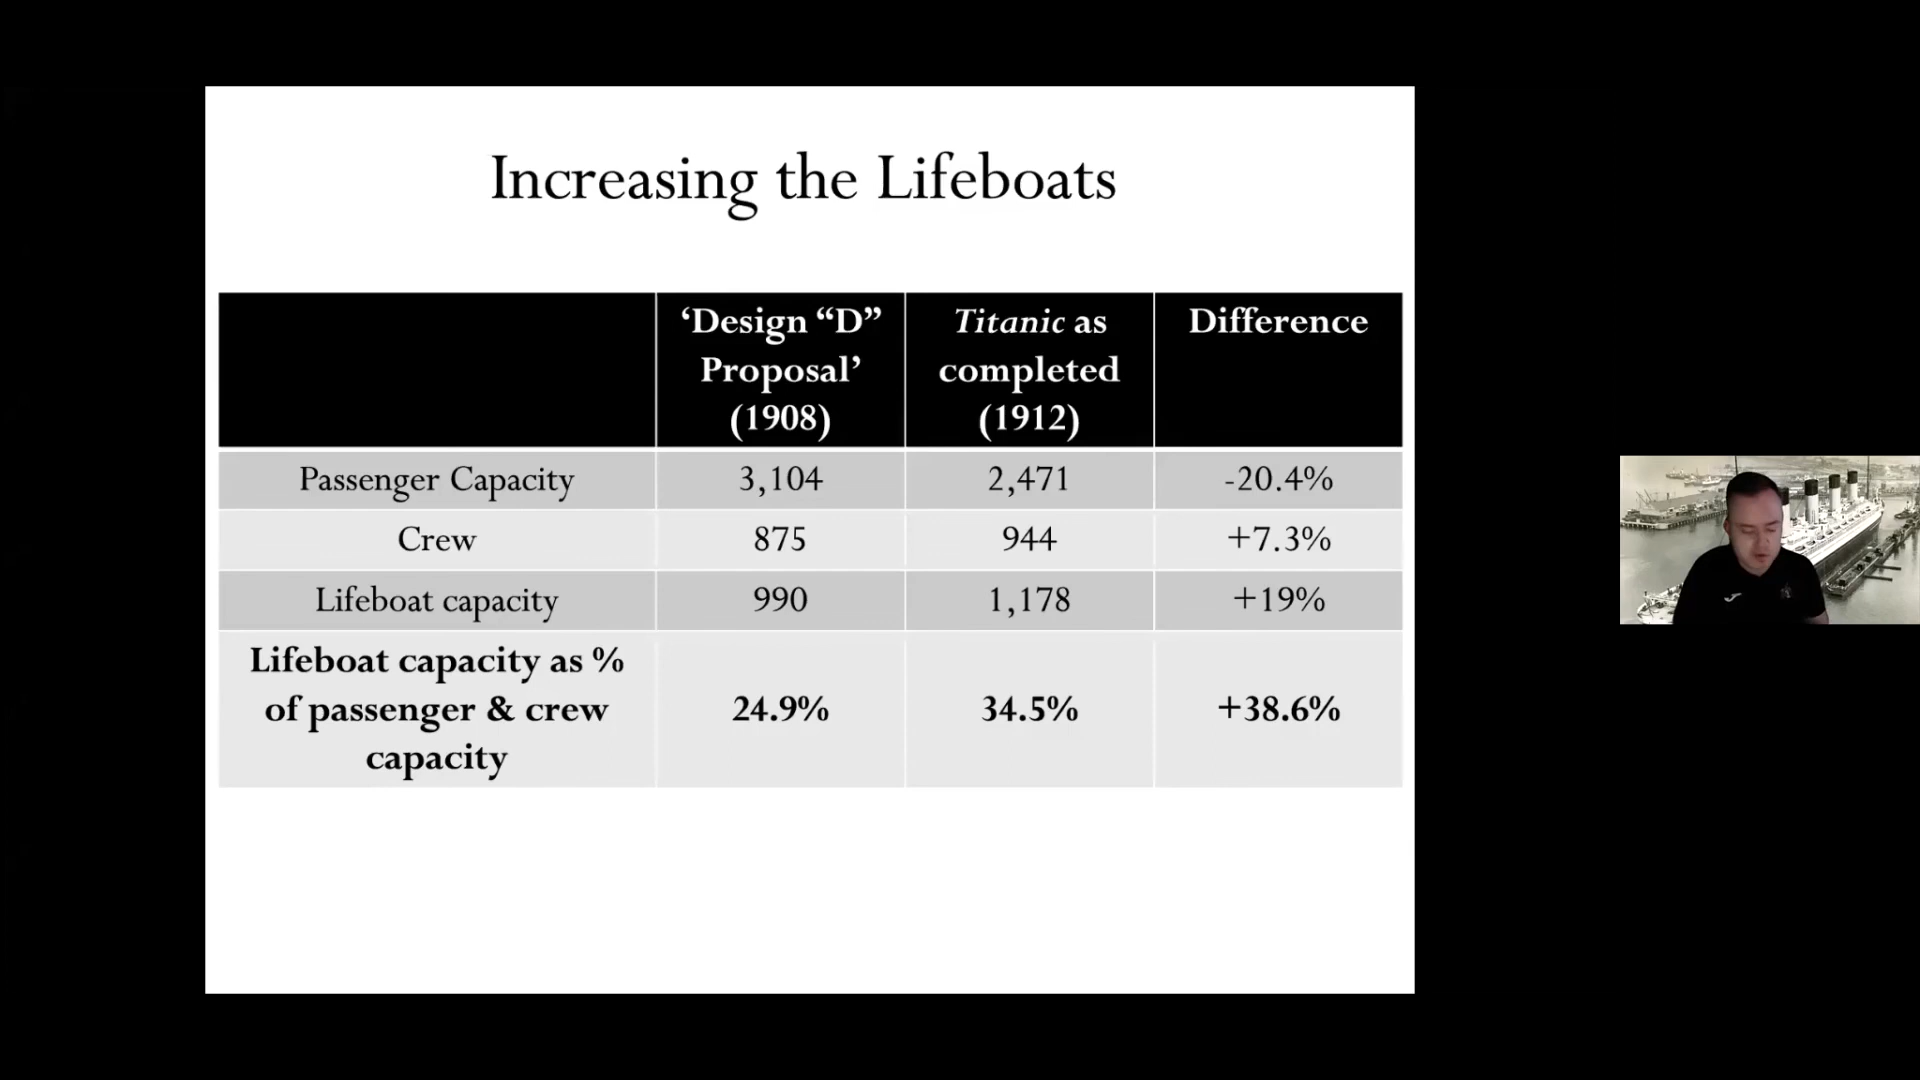 Increasing the Lifeboats
‘Design “D”
Proposal’
(1908)
Titanic as
completed
(1912)
Difference
Passenger Capacity 3,104 2,471 -20.4%
Crew 875 944 +7.3%
Lifeboat capacity 990 1,178 +19%
Lifeboat capacity as %
of passenger & crew
capacity
24.9% 34.5% +38.6%